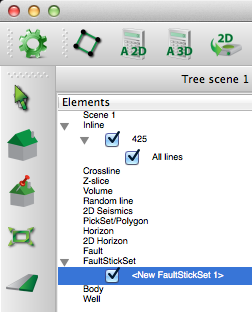 A 2D
A 3D
2D
Tree scene 1
Elements
Scene 1
Inline
425
All lines
Crossline
Z-slice
Volume
Random line
2D Seismics
PickSet/Polygon
Horizon
2D Horizon
Fault
FaultStickSet
<New FaultStickSet 1>
Body
Well